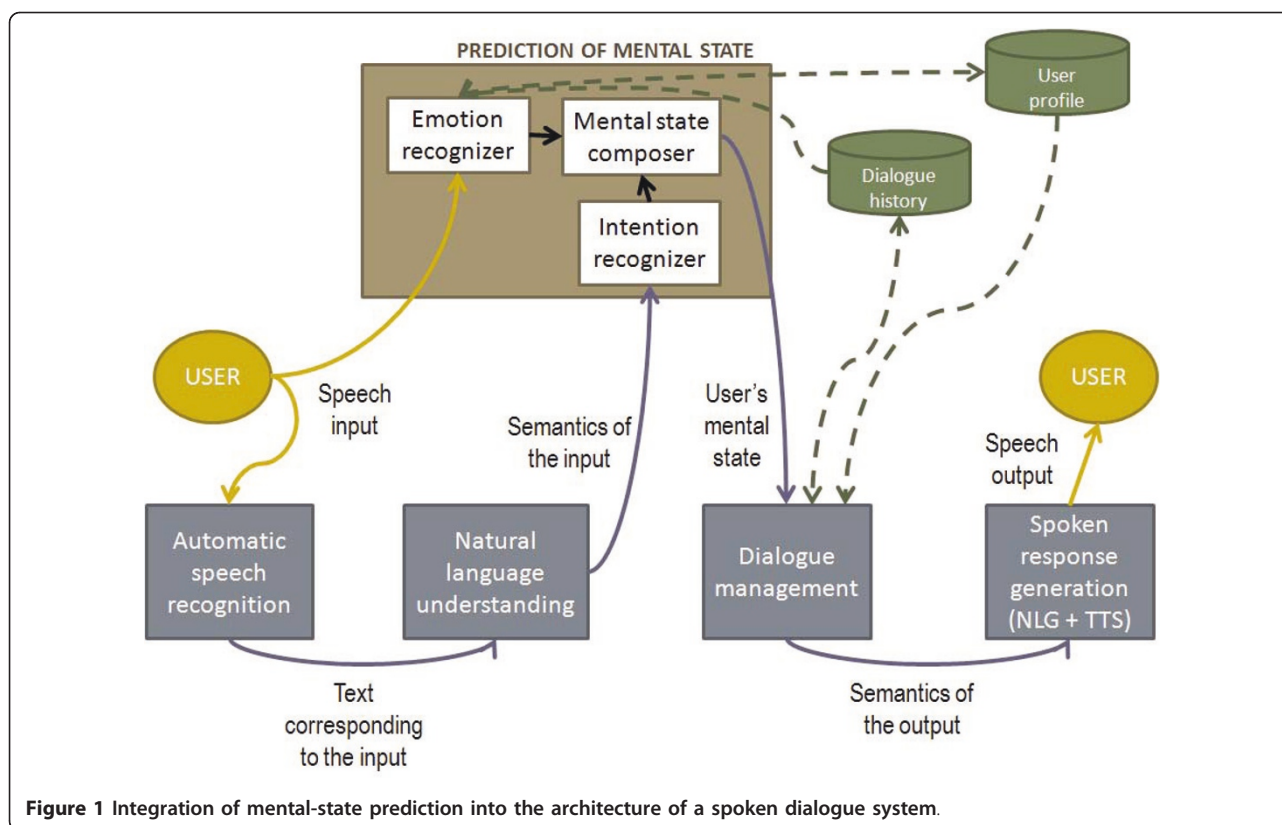 PREDICTION OF MENTAL STATE
User
profile
Emotion
recognizer
Mental state
composer
Dialogue
history
Intention
recognizer
USER
Speech
input
Semantics of
the input
User's
mental
state
USER
Speech
output
Automatic
speech
recognition
Natural
language
understanding
Dialogue
management
Spoken
response
generation
(NLG + TTS)
Text
corresponding
to the input
Semantics of
the output
Figure 1 Integration of mental-state prediction into the architecture of a spoken dialogue system.